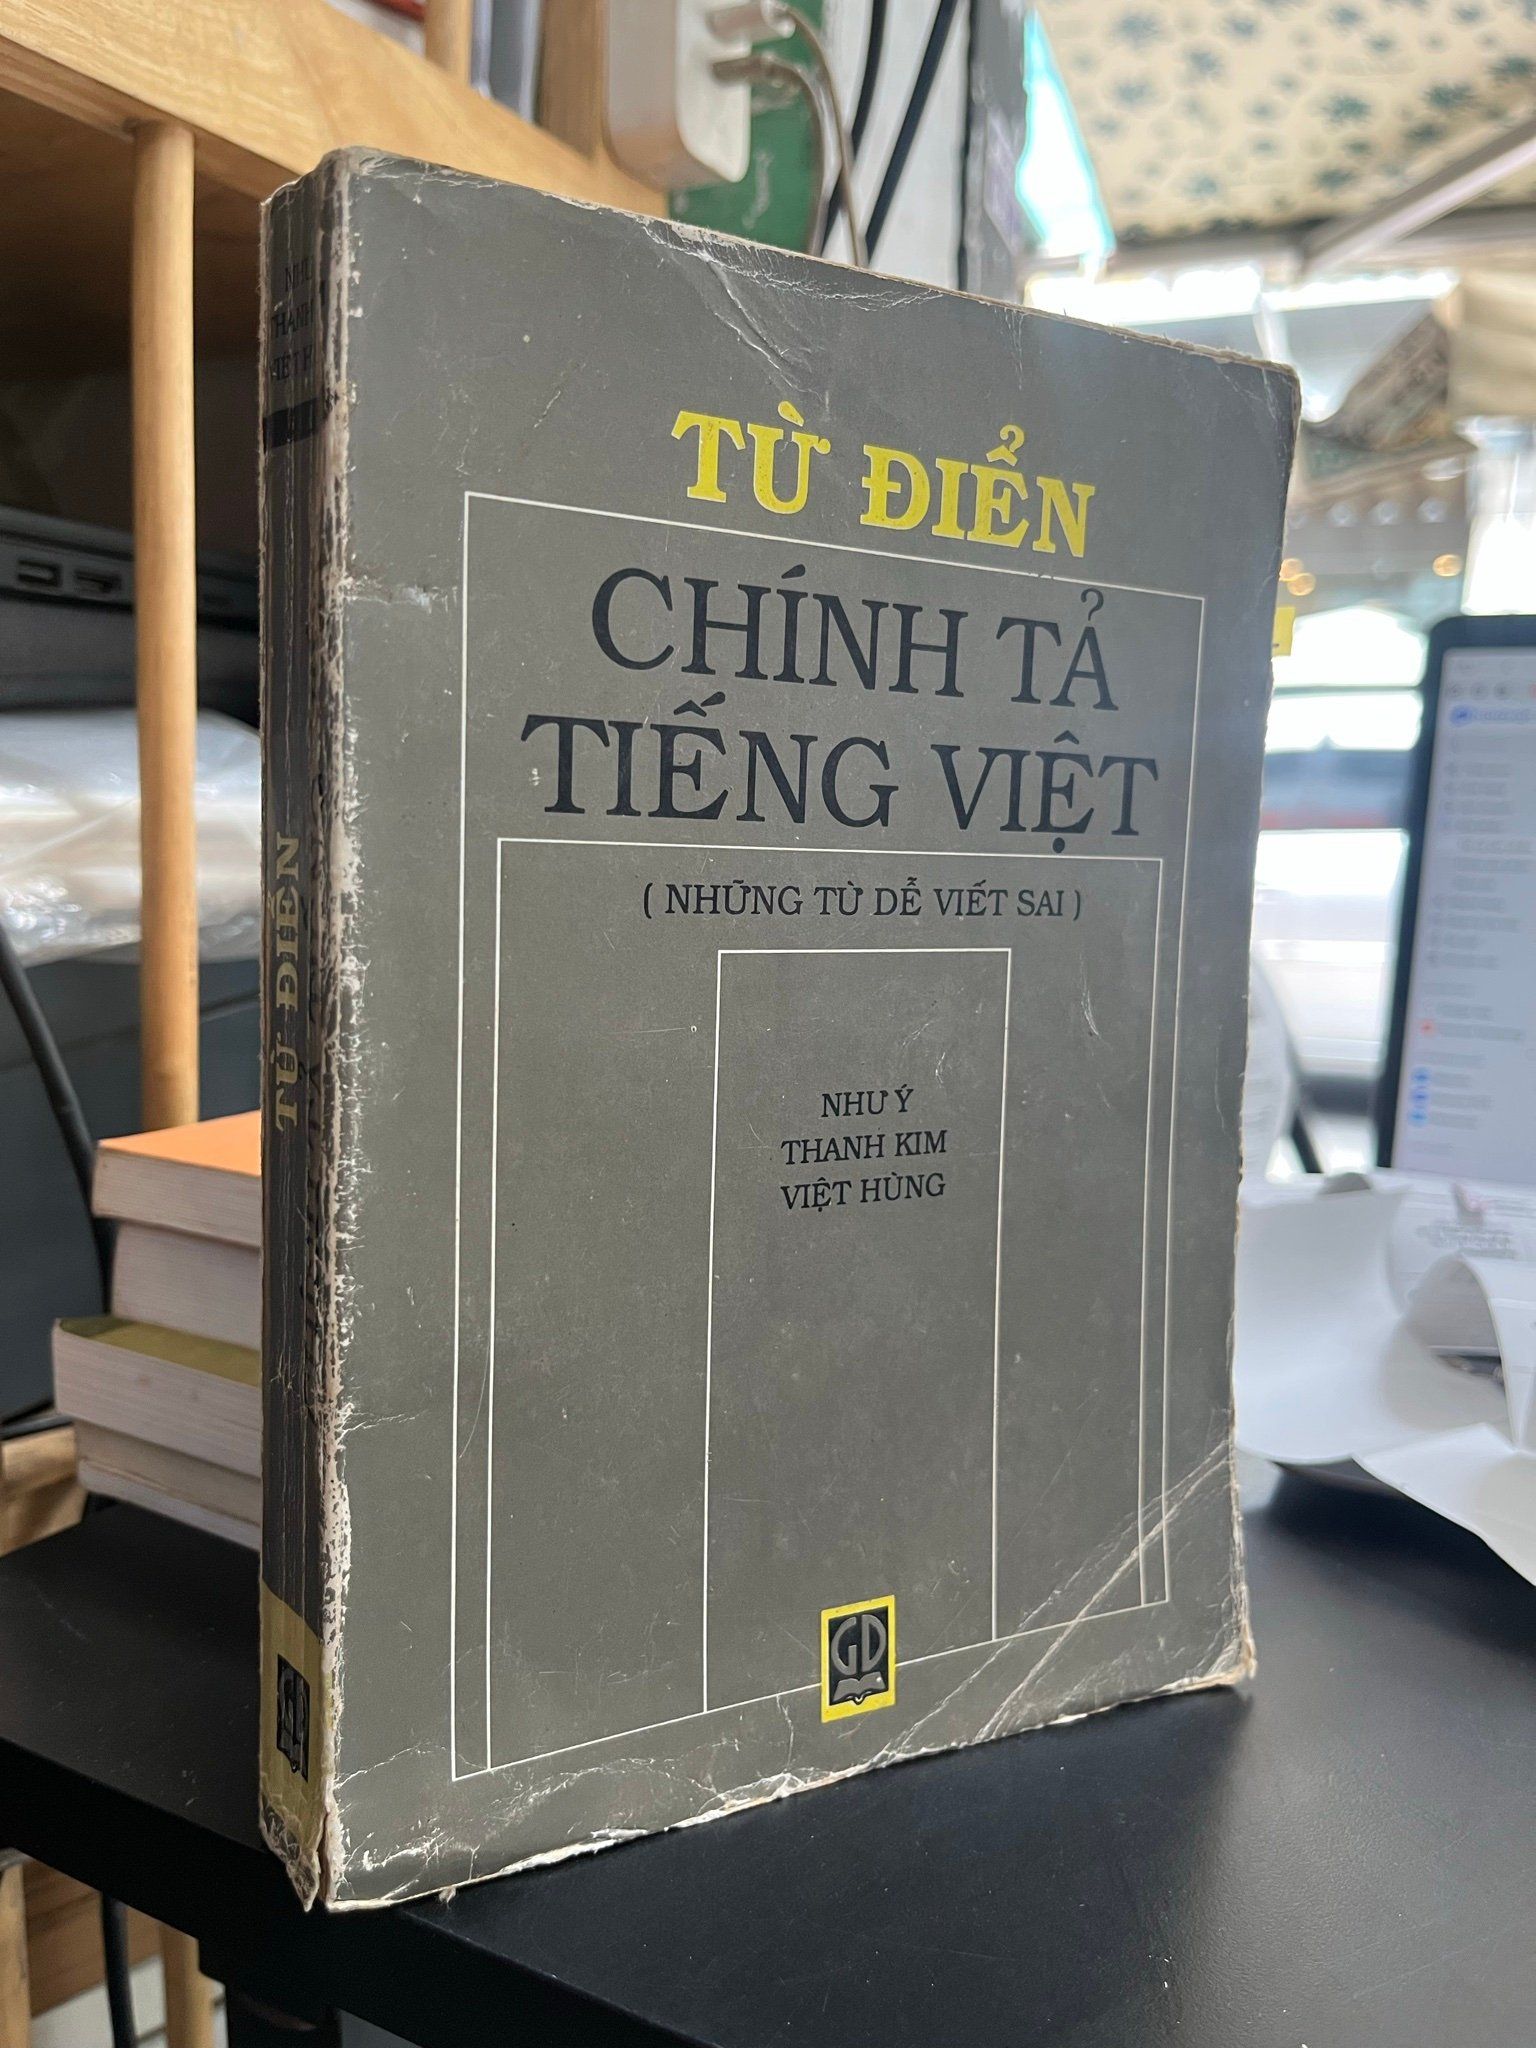 TỪ ĐIỂN
CHÍNH TẢ
TIẾNG VIỆT
( NHỮNG TỪ DỄ VIẾT SAI )
NHƯ Ý
THANH KIM
VIỆT HÙNG
GD
TỪ ĐIỂN
GD